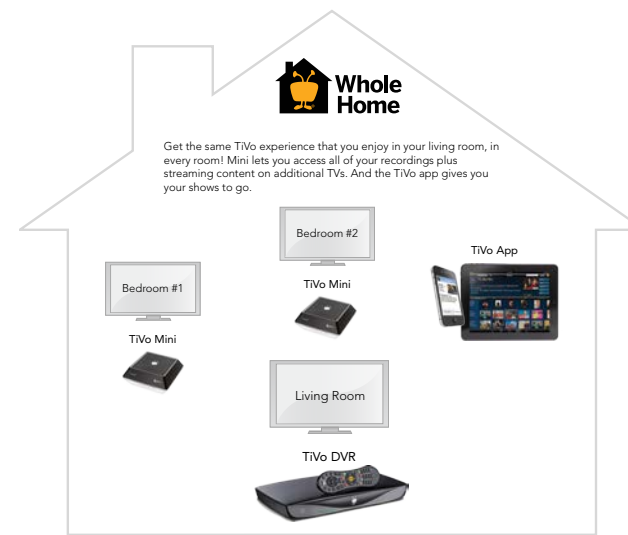 Whole
Home
Get the same TiVo experience that you enjoy in your living room, in
every room! Mini lets you access all of your recordings plus
streaming content on additional TVs. And the TiVo app gives you
your shows to go.
Bedroom #2
TiVo App
Bedroom #1
TiVo Mini
TiVo Mini
Living Room
TiVo DVR